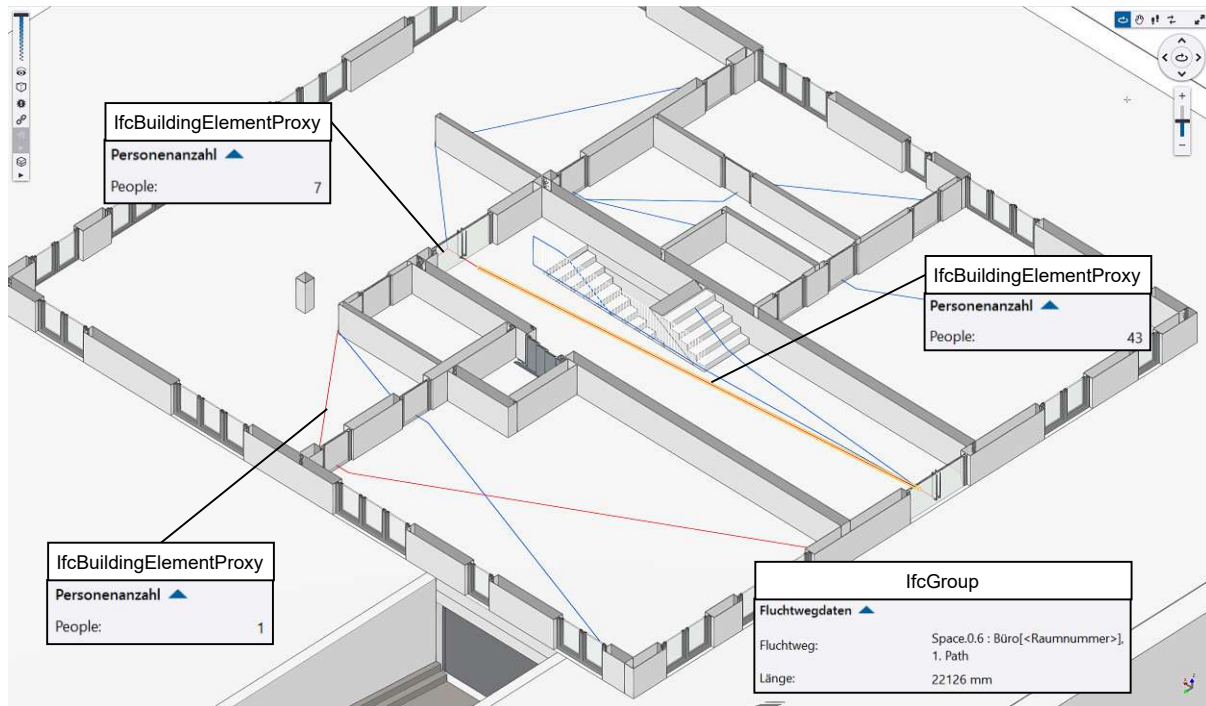 IfcBuildingElementProxy
Personenanzahl
People: 7
IfcBuildingElementProxy
Personenanzahl
People: 43
IfcBuildingElementProxy
Personenanzahl
People: 1
IfcGroup
Fluchtwegdaten
Fluchtweg: Space.0.6 : Büro[<Raumnummer>],
1. Path
Länge: 22126 mm